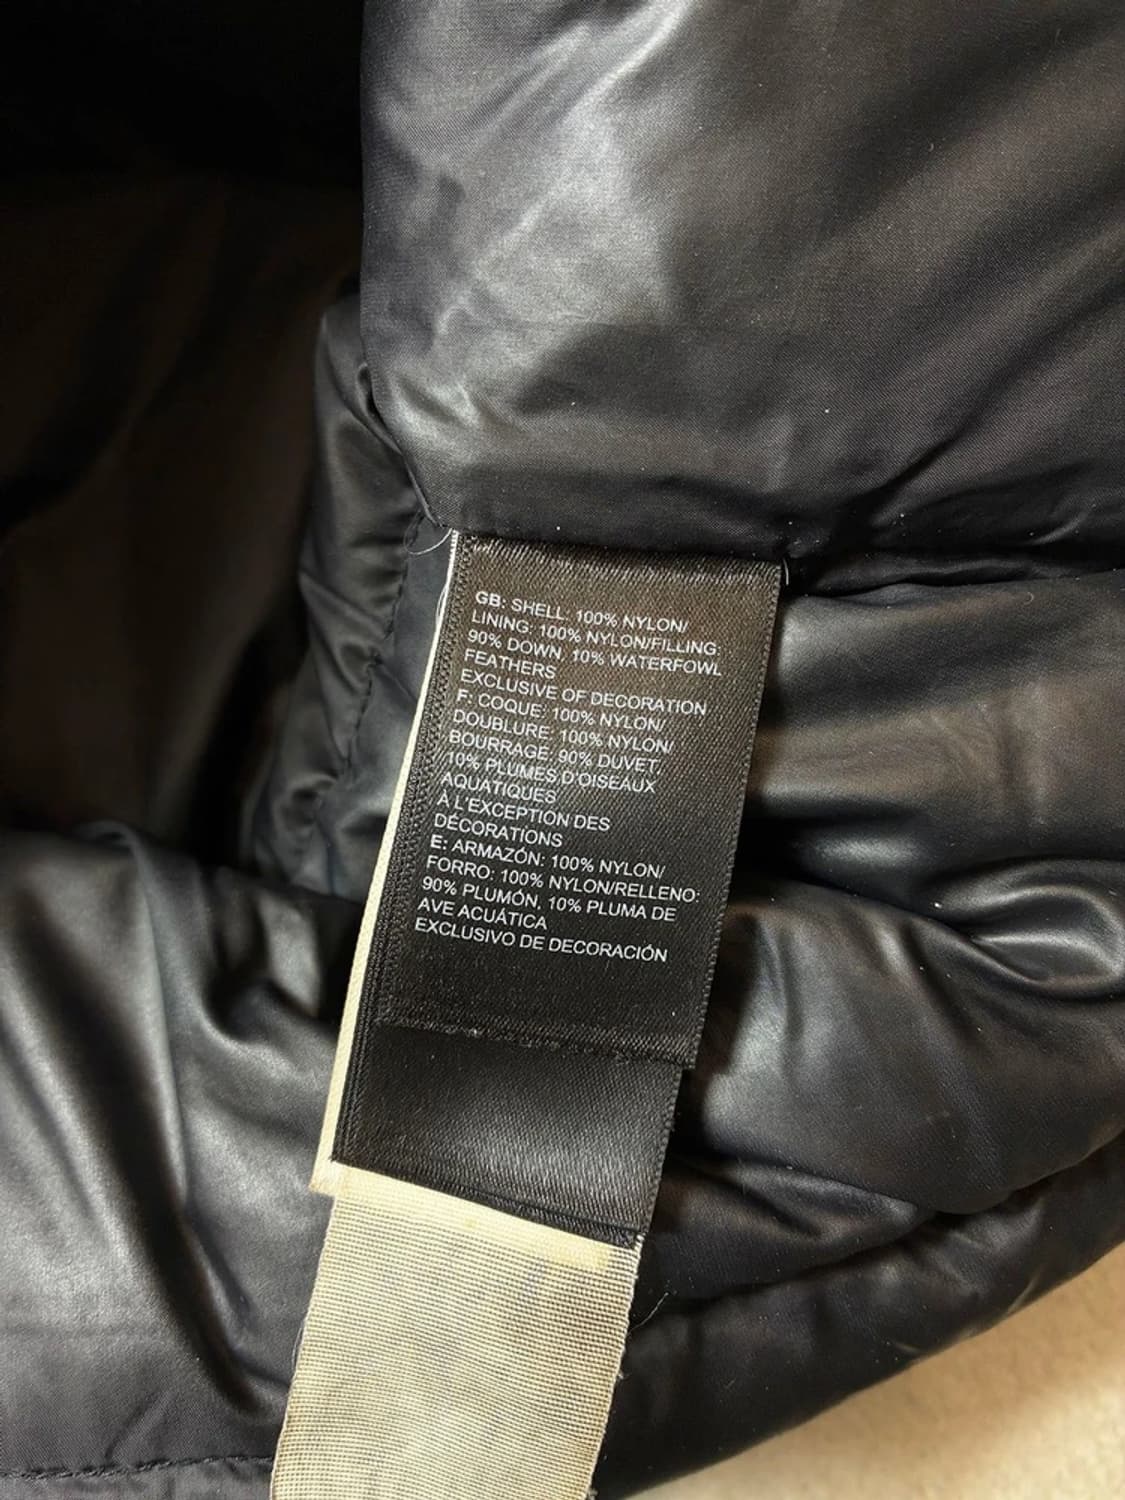 GB: SHELL: 100% NYLON/
LINING: 100% NYLON/FILLING:
90% DOWN, 10% WATERFOWL
FEATHERS
EXCLUSIVE OF DECORATION
F: COQUE: 100% NYLON/
DOUBLURE: 100% NYLON/
BOURRAGE: 90% DUVET,
10% PLUMES D'OISEAUX
AQUATIQUES
À L'EXCEPTION DES
DÉCORATIONS
E: ARMAZÓN: 100% NYLON/
FORRO: 100% NYLON/RELLENO:
90% PLUMÓN, 10% PLUMA DE
AVE ACUÁTICA
EXCLUSIVO DE DECORACIÓN